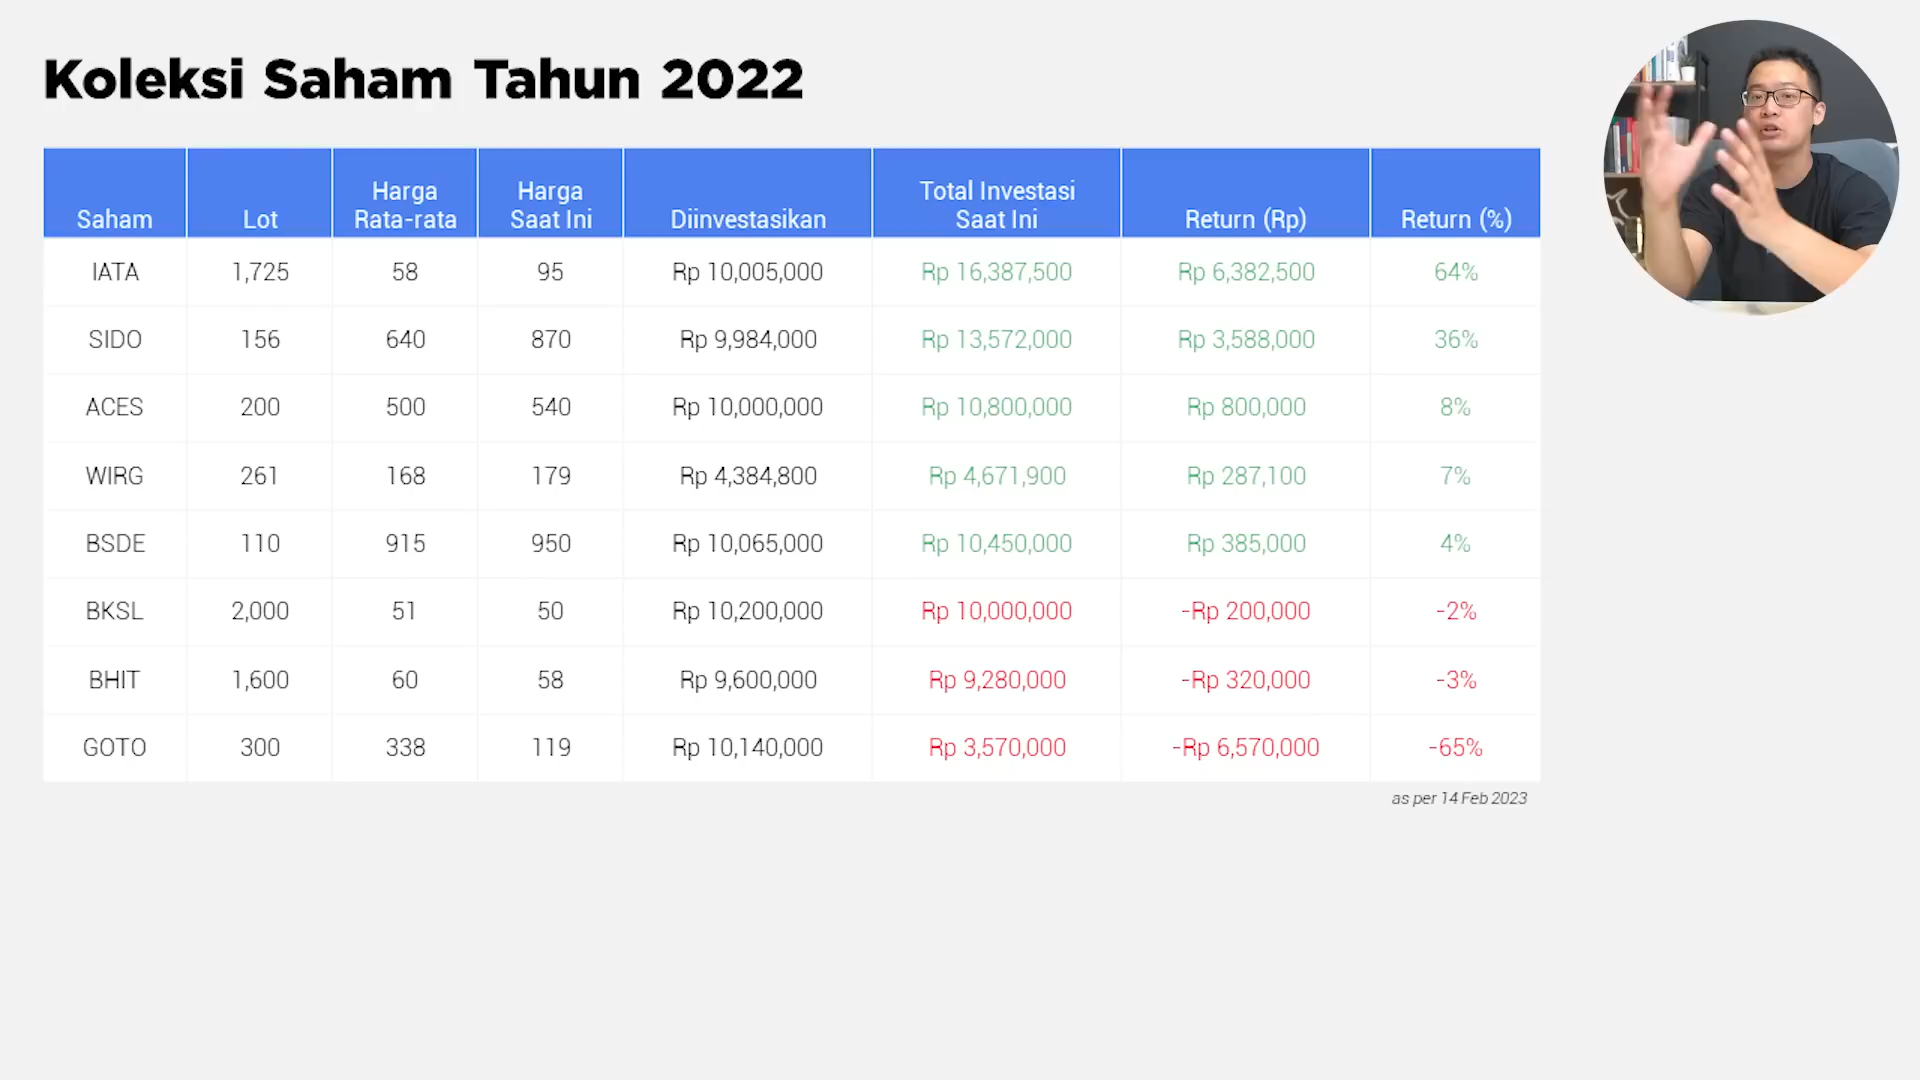 Koleksi Saham Tahun 2022
Saham Lot Harga Rata-rata Harga Saat Ini Diinvestasikan Total Investasi Saat Ini Return (Rp) Return (%)
IATA 1,725 58 95 Rp 10,005,000 Rp 16,387,500 Rp 6,382,500 64%
SIDO 156 640 870 Rp 9,984,000 Rp 13,572,000 Rp 3,588,000 36%
ACES 200 500 540 Rp 10,000,000 Rp 10,800,000 Rp 800,000 8%
WIRG 261 168 179 Rp 4,384,800 Rp 4,671,900 Rp 287,100 7%
BSDE 110 915 950 Rp 10,065,000 Rp 10,450,000 Rp 385,000 4%
BKSL 2,000 51 50 Rp 10,200,000 Rp 10,000,000 -Rp 200,000 -2%
BHIT 1,600 60 58 Rp 9,600,000 Rp 9,280,000 -Rp 320,000 -3%
GOTO 300 338 119 Rp 10,140,000 Rp 3,570,000 -Rp 6,570,000 -65%
as per 14 Feb 2023